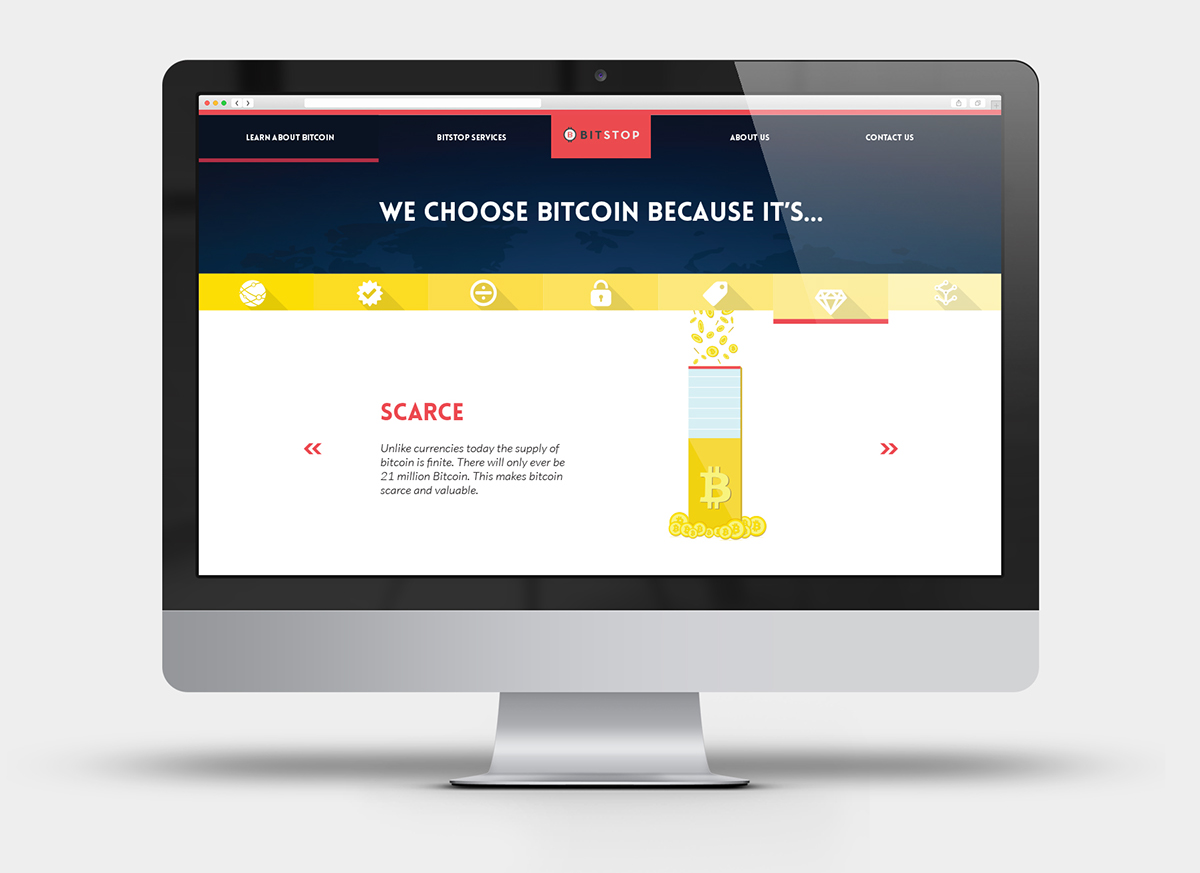 LEARN ABOUT BITCOIN
BITSTOP SERVICES
BITSTOP
ABOUT US
CONTACT US
WE CHOOSE BITCOIN BECAUSE IT'S...
SCARCE
Unlike currencies today the supply of
bitcoin is finite. There will only ever be
21 million Bitcoin. This makes bitcoin
scarce and valuable.